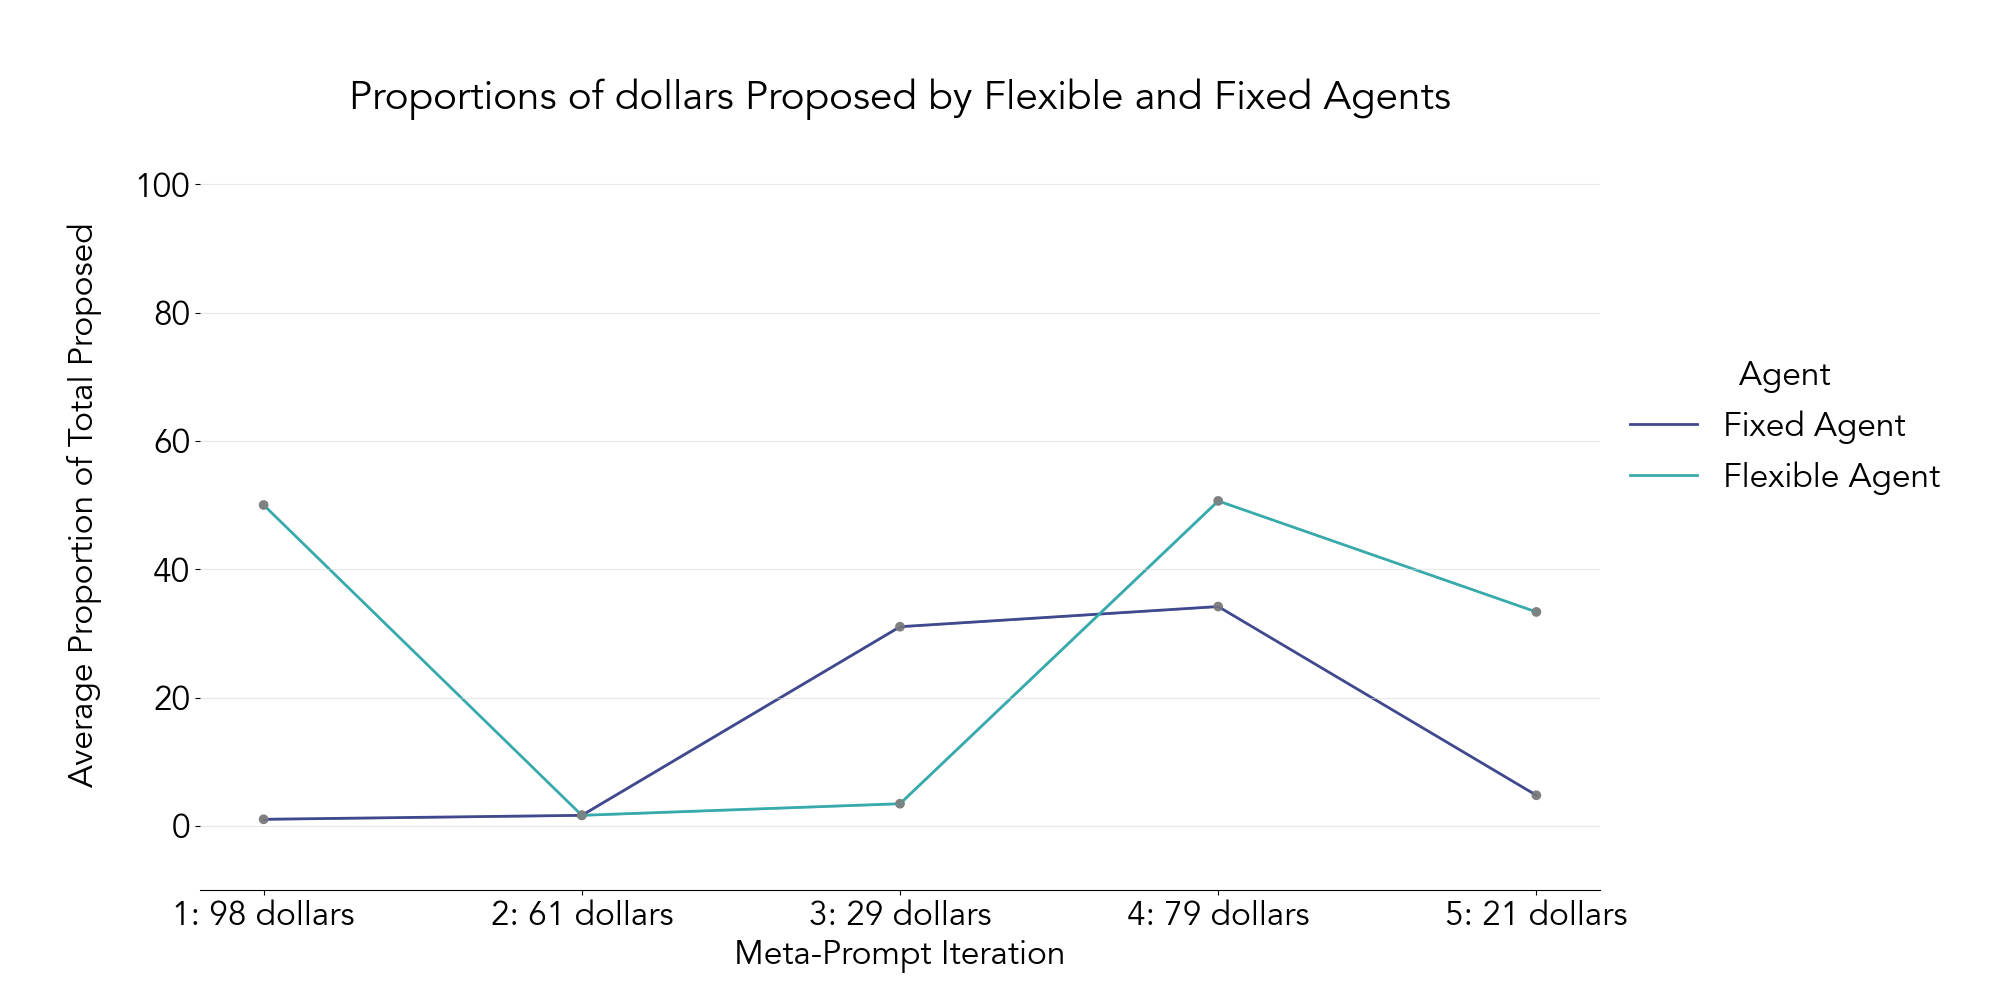 Proportions of dollars Proposed by Flexible and Fixed Agents
Average Proportion of Total Proposed
100
80
60
40
20
0
1: 98 dollars
2: 61 dollars
3: 29 dollars
4: 79 dollars
5: 21 dollars
Meta-Prompt Iteration
Agent
Fixed Agent
Flexible Agent